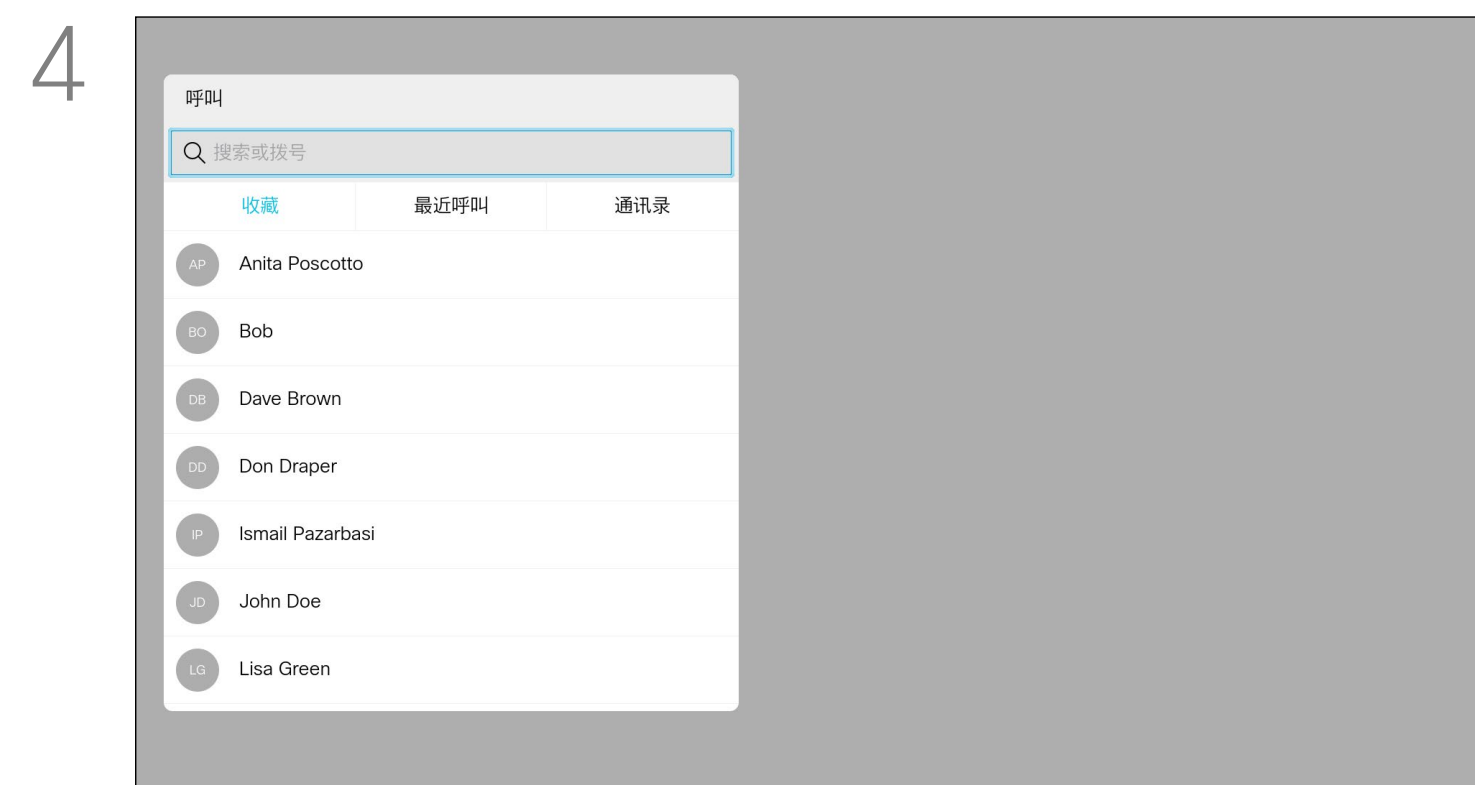 4
呼叫
搜索或拨号
收藏 最近呼叫 通讯录
AP Anita Poscotto
BO Bob
DB Dave Brown
DD Don Draper
IP Ismail Pazarbasi
JD John Doe
LG Lisa Green